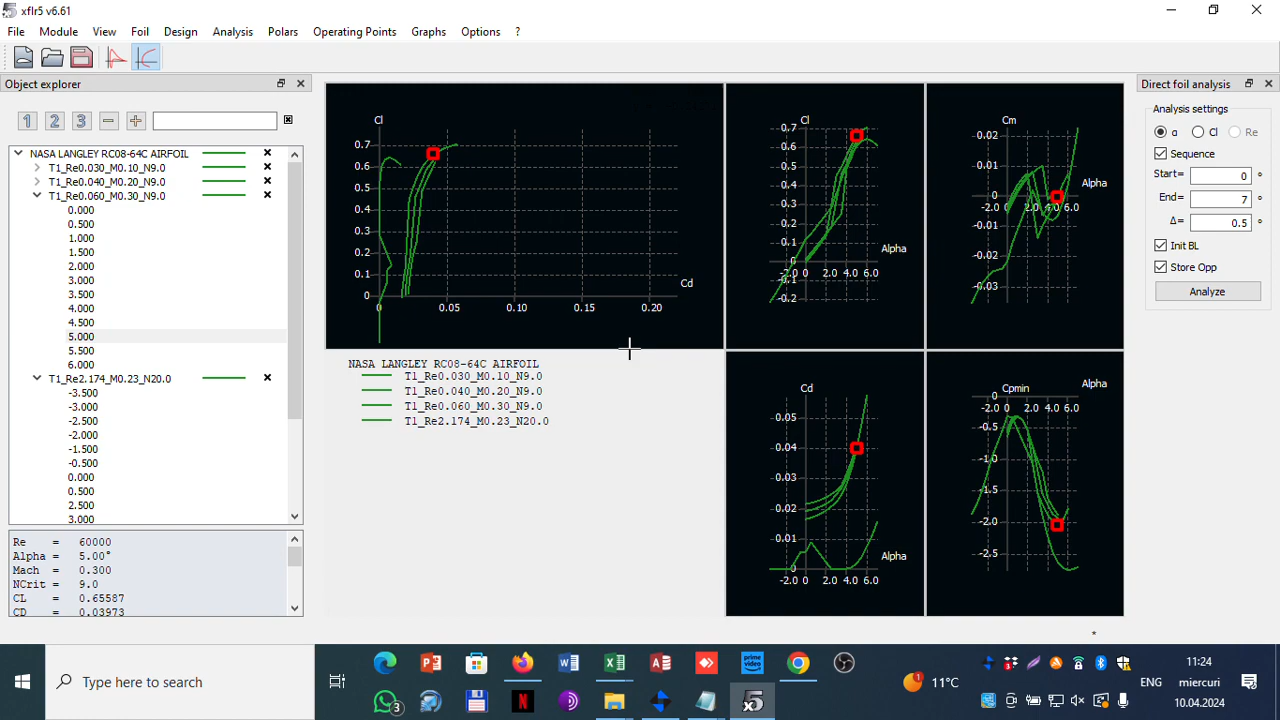 xflr5 v6.61
File Module View Foil Design Analysis Polars Operating Points Graphs Options ?
Object explorer
1 2 3
NASA LANGLEY RC08-64C AIRFOIL
T1_Re0.030_M0.10_N9.0
T1_Re0.040_M0.20_N9.0
T1_Re0.060_M0.30_N9.0
0.000
0.500
1.000
2.000
3.000
3.500
4.000
4.500
5.000
5.500
6.000
T1_Re2.174_M0.23_N20.0
-3.500
-3.000
-2.500
-2.000
-1.500
-0.500
0.000
0.500
2.500
3.000
Re = 60000
Alpha = 5.00°
Mach = 0.300
NCrit = 9.0
CL = 0.65587
CD = 0.03973
Cl
0.7
0.6
0.5
0.4
0.3
0.2
0.1
0
Cd
0 0.05 0.10 0.15 0.20
Cl
0.7
0.6
0.5
0.4
0.3
0.2
0.1
Alpha
0
-2.0 0 2.0 4.0 6.0
-0.1
-0.2
Cm
0.02
0.01
Alpha
0
-2.0 0 2.0 4.0 6.0
-0.01
-0.02
-0.03
NASA LANGLEY RC08-64C AIRFOIL
T1_Re0.030_M0.10_N9.0
T1_Re0.040_M0.20_N9.0
T1_Re0.060_M0.30_N9.0
T1_Re2.174_M0.23_N20.0
Cd
0.05
0.04
0.03
0.02
0.01
Alpha
0
-2.0 0 2.0 4.0 6.0
Cpmin
Alpha
0
-2.0 0 2.0 4.0 6.0
-0.5
-1.0
-1.5
-2.0
-2.5
Direct foil analysis
Analysis settings
α Cl Re
Sequence
Start= 0 °
End= 7 °
Δ= 0.5 °
Init BL
Store Opp
Analyze
*
Type here to search
3
1
11°C
ENG
11:24
miercuri
10.04.2024